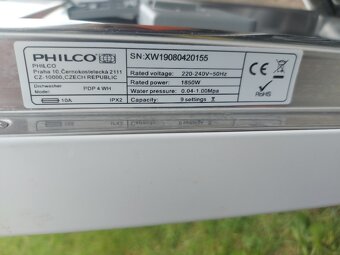 PHILCO
PHILCO
Praha 10, Černokostelecká 2111
CZ-10000, CZECH REPUBLIC
Dishwasher
Model: PDP 4 WH
10A IPX2
SN:XW19080420155
Rated voltage: 220-240V~50Hz
Rated power: 1850W
Water pressure: 0.04-1.00Mpa
Capacity: 9 settings
CE
RoHS